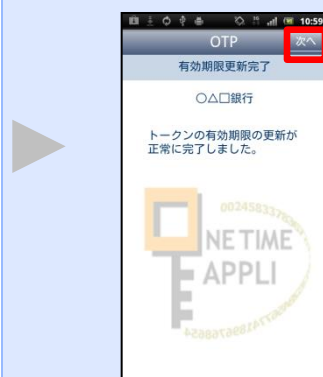 10:59
OTP
次へ
有効期限更新完了
○△□銀行
トークンの有効期限の更新が
正常に完了しました。
NE TIME
APPLI